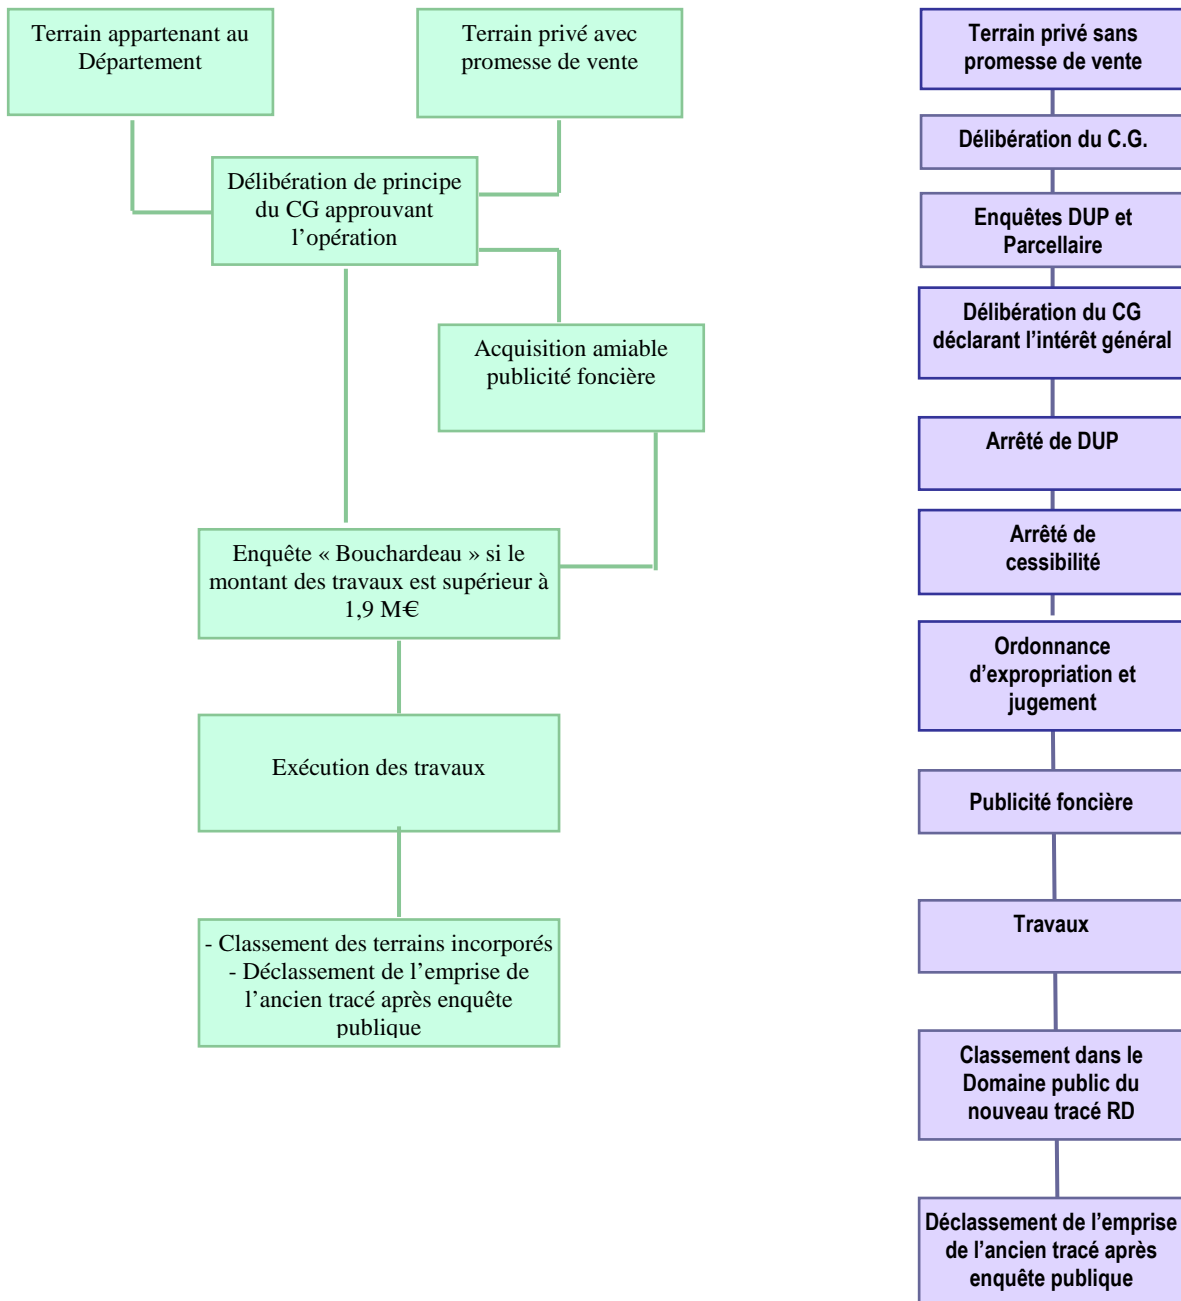 Terrain appartenant au
Département
Terrain privé avec
promesse de vente
Délibération de principe
du CG approuvant
l’opération
Acquisition amiable
publicité foncière
Enquête « Bouchardeau » si le
montant des travaux est supérieur à
1,9 M€
Exécution des travaux
- Classement des terrains incorporés
- Déclassement de l’emprise de
l’ancien tracé après enquête
publique
Terrain privé sans
promesse de vente
Délibération du C.G.
Enquêtes DUP et
Parcellaire
Délibération du CG
déclarant l’intérêt général
Arrêté de DUP
Arrêté de
cessibilité
Ordonnance
d’expropriation et
jugement
Publicité foncière
Travaux
Classement dans le
Domaine public du
nouveau tracé RD
Déclassement de l’emprise
de l’ancien tracé après
enquête publique